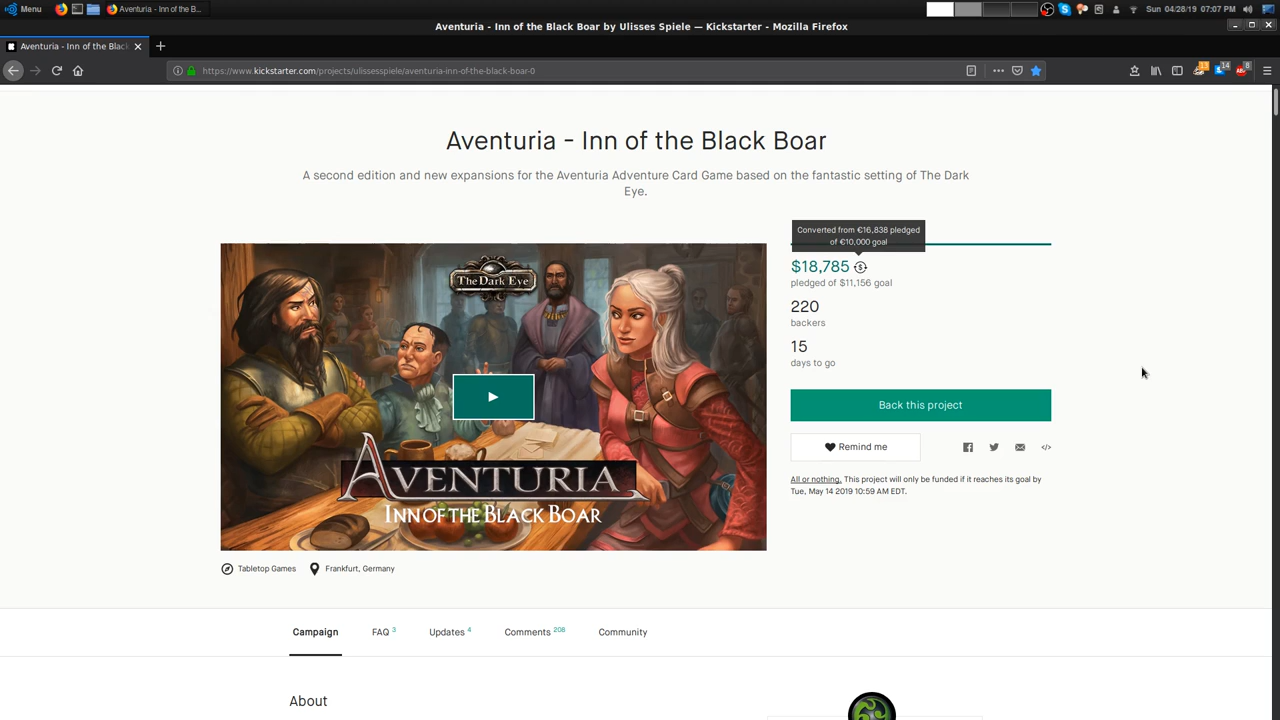 Menu
Aventuria - Inn of the B...
Sun 04/28/19 07:07 PM
Aventuria - Inn of the Black Boar by Ulisses Spiele — Kickstarter - Mozilla Firefox
Aventuria - Inn of the Black
https://www.kickstarter.com/projects/ulissesspiele/aventuria-inn-of-the-black-boar-0
Aventuria - Inn of the Black Boar
A second edition and new expansions for the Aventuria Adventure Card Game based on the fantastic setting of The Dark
Eye.
Converted from €16,838 pledged
of €10,000 goal
The Dark Eye
$18,785
pledged of $11,156 goal
220
backers
15
days to go
Back this project
Remind me
All or nothing. This project will only be funded if it reaches its goal by
Tue, May 14 2019 10:59 AM EDT.
AVENTURIA
INN OF THE BLACK BOAR
Tabletop Games
Frankfurt, Germany
Campaign
FAQ 3
Updates 4
Comments 208
Community
About